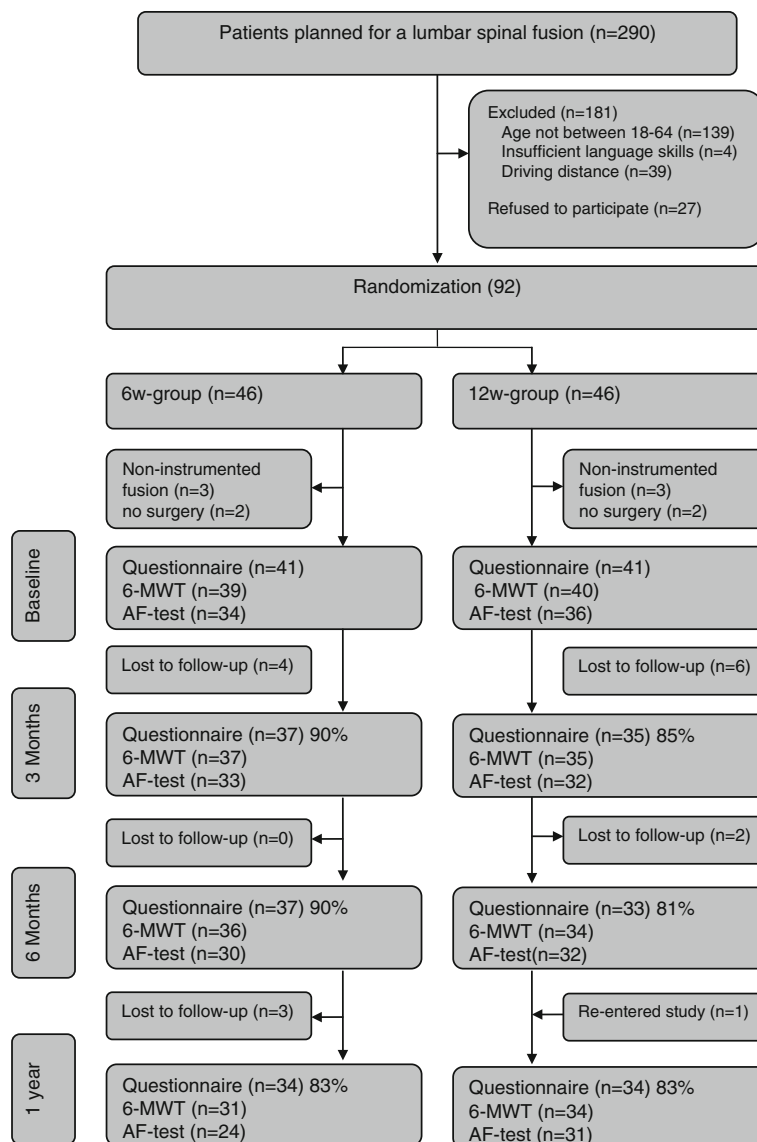 Patients planned for a lumbar spinal fusion (n=290)
Excluded (n=181)
Age not between 18-64 (n=139)
Insufficient language skills (n=4)
Driving distance (n=39)
Refused to participate (n=27)
Randomization (92)
6w-group (n=46)
12w-group (n=46)
Non-instrumented
fusion (n=3)
no surgery (n=2)
Non-instrumented
fusion (n=3)
no surgery (n=2)
Baseline
Questionnaire (n=41)
6-MWT (n=39)
AF-test (n=34)
Questionnaire (n=41)
6-MWT (n=40)
AF-test (n=36)
Lost to follow-up (n=4)
Lost to follow-up (n=6)
3 Months
Questionnaire (n=37) 90%
6-MWT (n=37)
AF-test (n=33)
Questionnaire (n=35) 85%
6-MWT (n=35)
AF-test (n=32)
Lost to follow-up (n=0)
Lost to follow-up (n=2)
6 Months
Questionnaire (n=37) 90%
6-MWT (n=36)
AF-test (n=30)
Questionnaire (n=33) 81%
6-MWT (n=34)
AF-test(n=32)
Lost to follow-up (n=3)
Re-entered study (n=1)
1 year
Questionnaire (n=34) 83%
6-MWT (n=31)
AF-test (n=24)
Questionnaire (n=34) 83%
6-MWT (n=34)
AF-test (n=31)